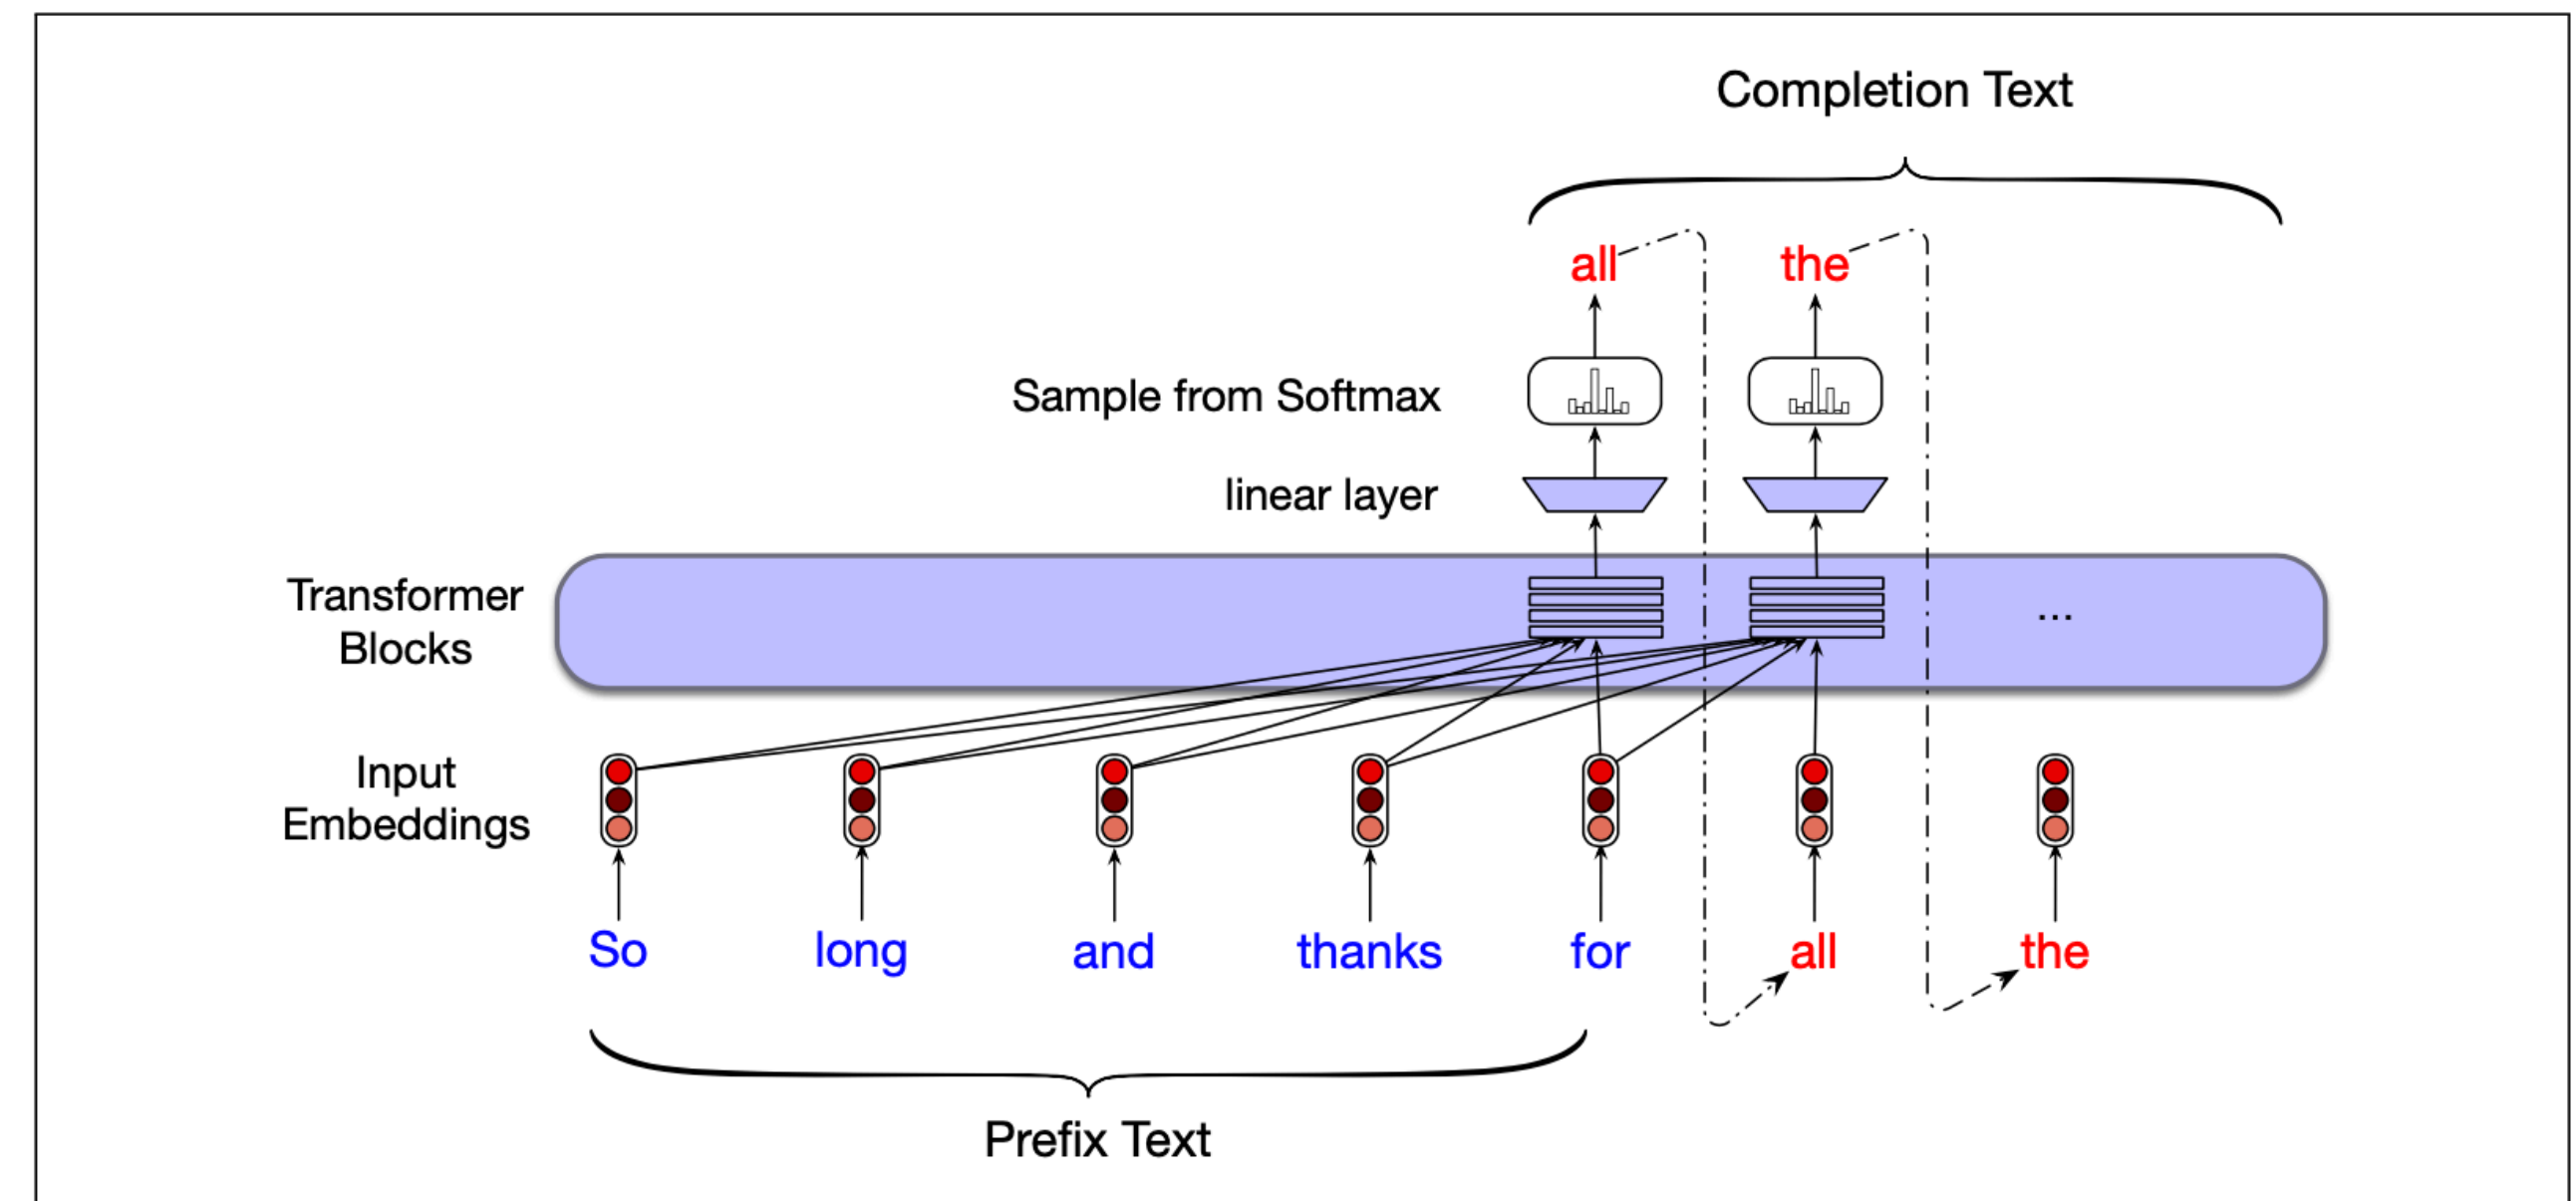 Completion Text
all the
Sample from Softmax
linear layer
Transformer
Blocks
...
Input
Embeddings
So long and thanks for all the
Prefix Text